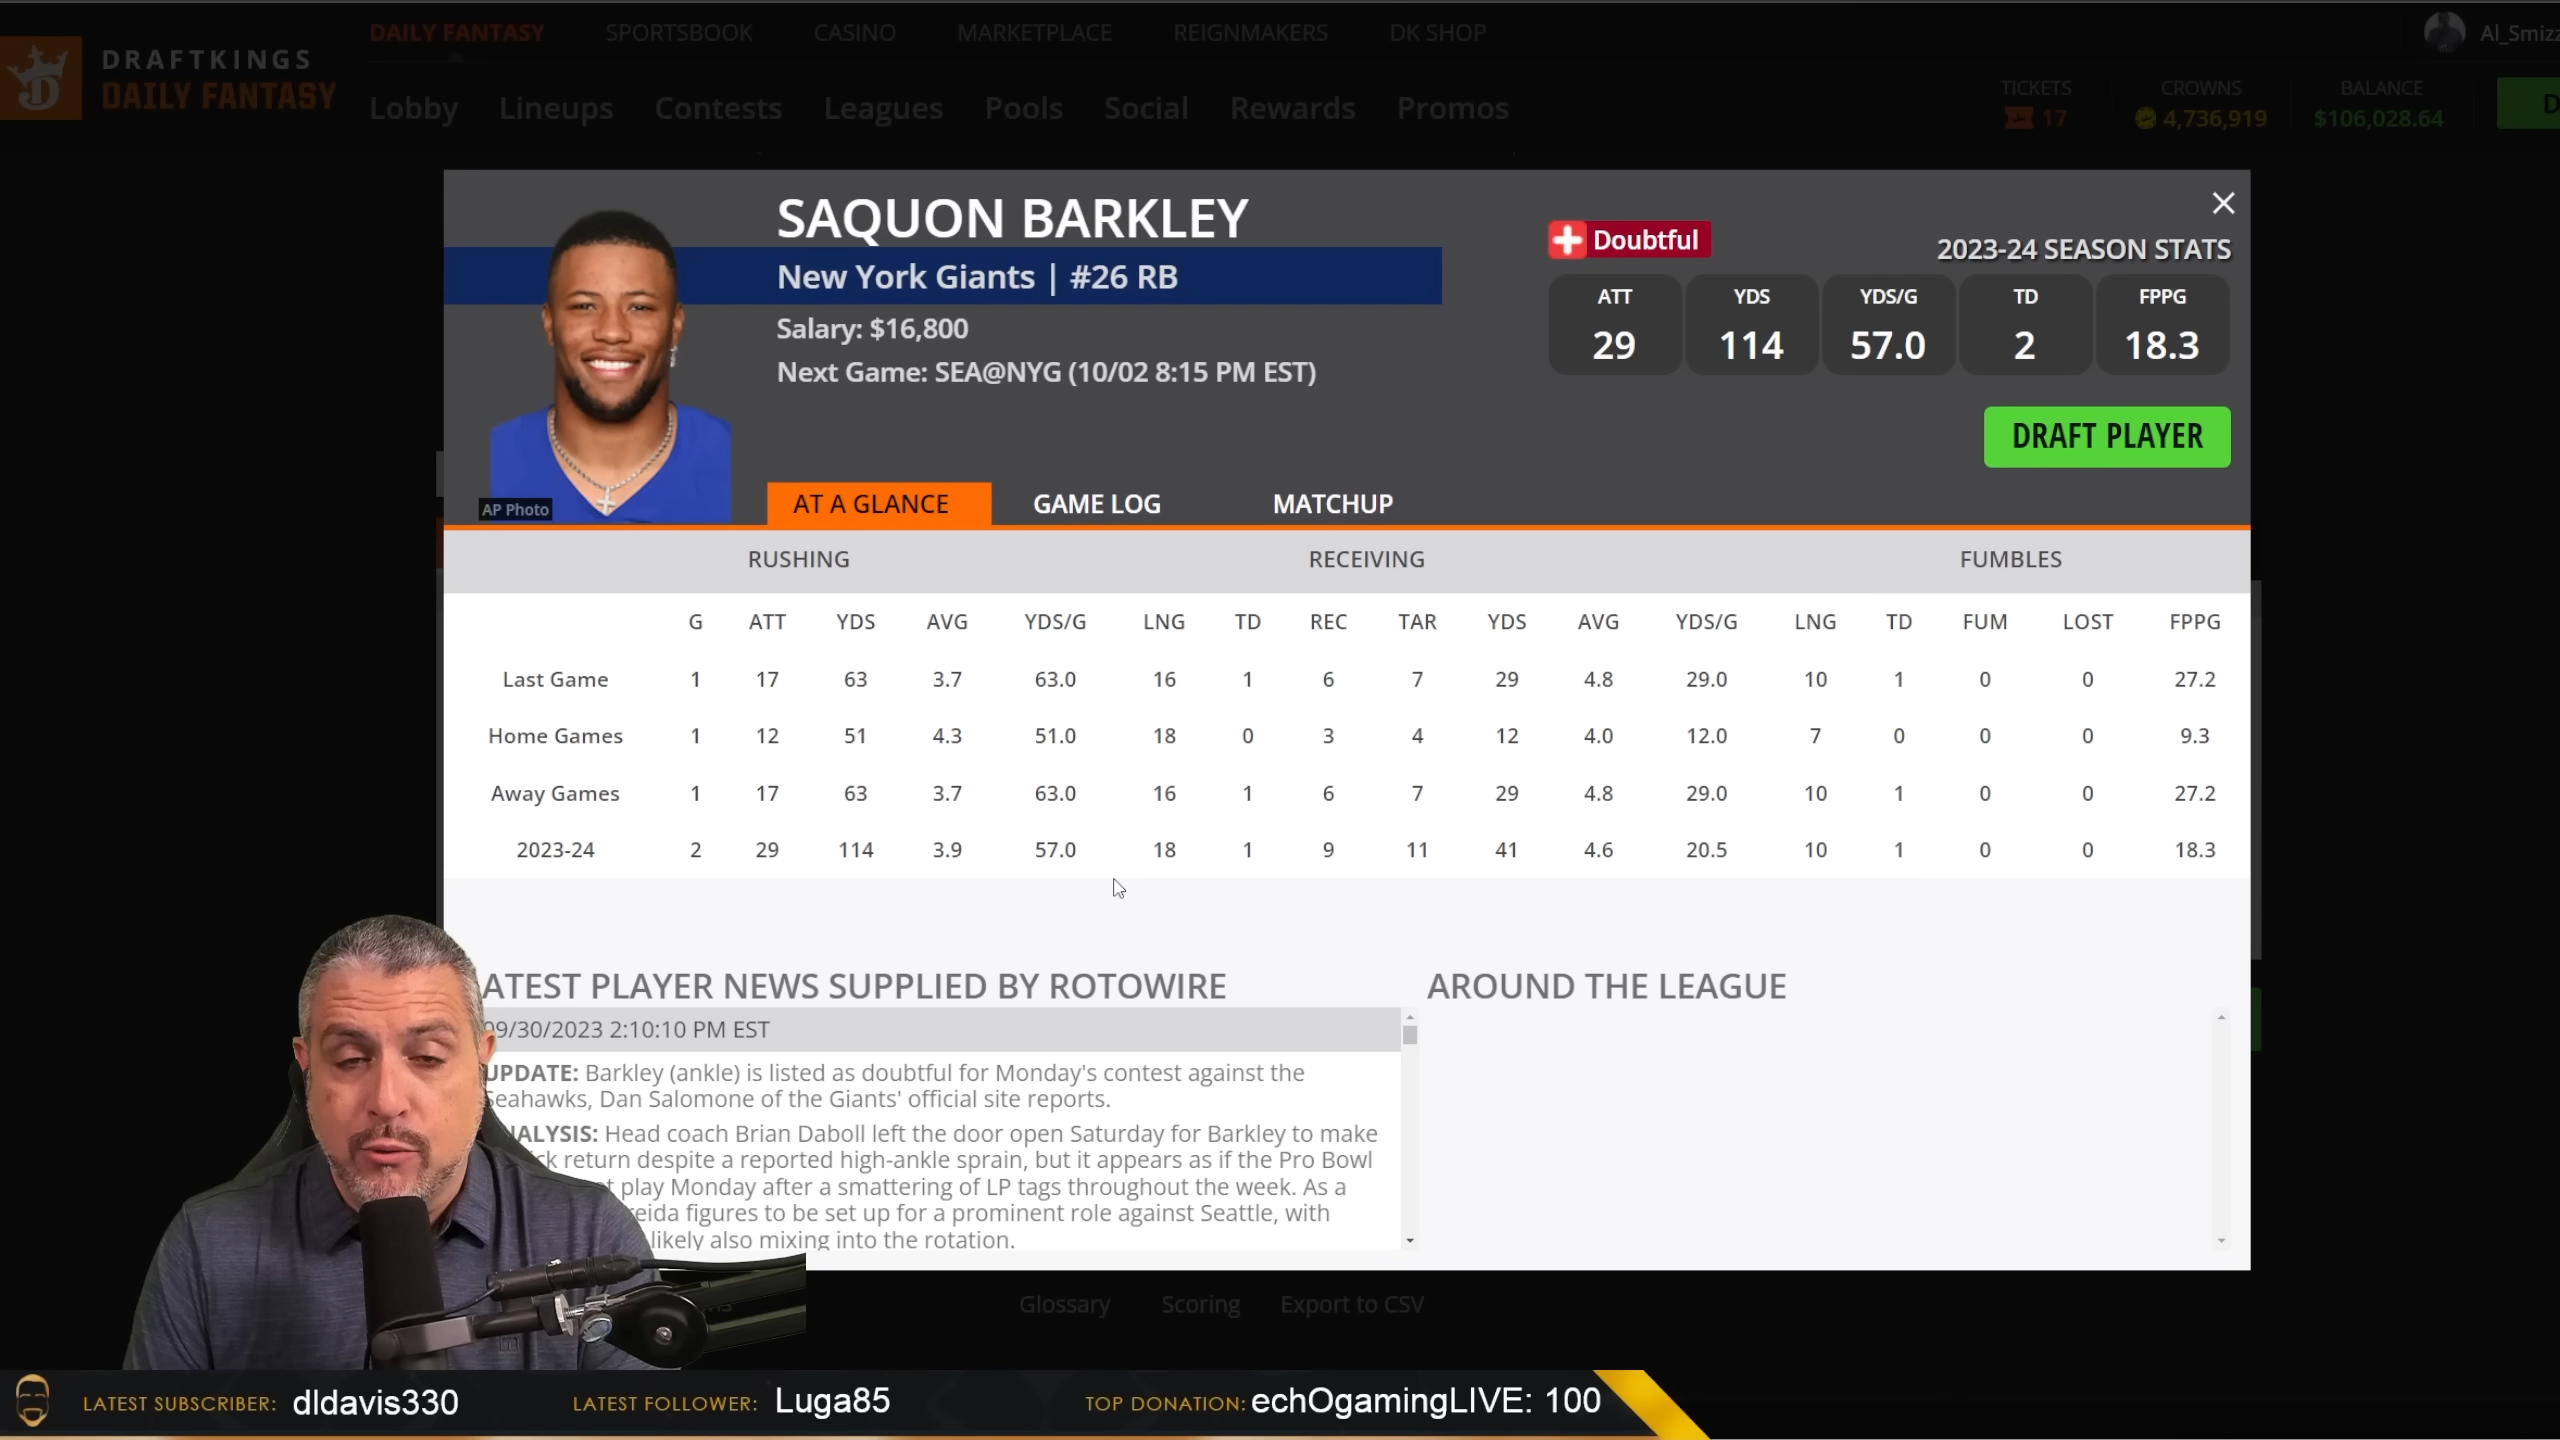 DAILY FANTASY SPORTSBOOK CASINO MARKETPLACE REIGNMAKERS DK SHOP
DRAFTKINGS
DAILY FANTASY
Lobby Lineups Contests Leagues Pools Social Rewards Promos
TICKETS CROWNS BALANCE
17 4,736,919 $106,028.64
SAQUON BARKLEY
New York Giants | #26 RB
Salary: $16,800
Next Game: SEA@NYG (10/02 8:15 PM EST)
Doubtful
2023-24 SEASON STATS
ATT YDS YDS/G TD FPPG
29 114 57.0 2 18.3
DRAFT PLAYER
AP Photo
AT A GLANCE GAME LOG MATCHUP
RUSHING RECEIVING FUMBLES
G ATT YDS AVG YDS/G LNG TD REC TAR YDS AVG YDS/G LNG TD FUM LOST FPPG
Last Game 1 17 63 3.7 63.0 16 1 6 7 29 4.8 29.0 10 1 0 0 27.2
Home Games 1 12 51 4.3 51.0 18 0 3 4 12 4.0 12.0 7 0 0 0 9.3
Away Games 1 17 63 3.7 63.0 16 1 6 7 29 4.8 29.0 10 1 0 0 27.2
2023-24 2 29 114 3.9 57.0 18 1 9 11 41 4.6 20.5 10 1 0 0 18.3
ATEST PLAYER NEWS SUPPLIED BY ROTOWIRE
09/30/2023 2:10:10 PM EST
UPDATE: Barkley (ankle) is listed as doubtful for Monday's contest against the
Seahawks, Dan Salomone of the Giants' official site reports.
NALYSIS: Head coach Brian Daboll left the door open Saturday for Barkley to make
return despite a reported high-ankle sprain, but it appears as if the Pro Bowl
play Monday after a smattering of LP tags throughout the week. As a
eida figures to be set up for a prominent role against Seattle, with
likely also mixing into the rotation.
AROUND THE LEAGUE
Glossary Scoring Export to CSV
LATEST SUBSCRIBER: dldavis330 LATEST FOLLOWER: Luga85 TOP DONATION: echOgamingLIVE: 100